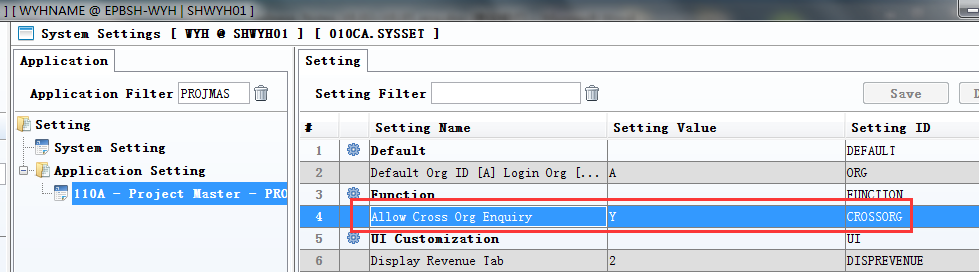 ] [ WYHNAME @ EPBSH-WYH | SHWYH01 ]
System Settings [ WYH @ SHWYH01 ] [ 010CA.SYSSET ]
Application
Setting
Application Filter PROJMAS
Setting Filter
Save
Setting
System Setting
Application Setting
110A - Project Master - PRO
# Setting Name Setting Value Setting ID
1 Default DEFAULT
2 Default Org ID [A] Login Org [... A ORG
3 Function FUNCTION
4 Allow Cross Org Enquiry Y CROSSORG
5 UI Customization UI
6 Display Revenue Tab 2 DISPREVENUE